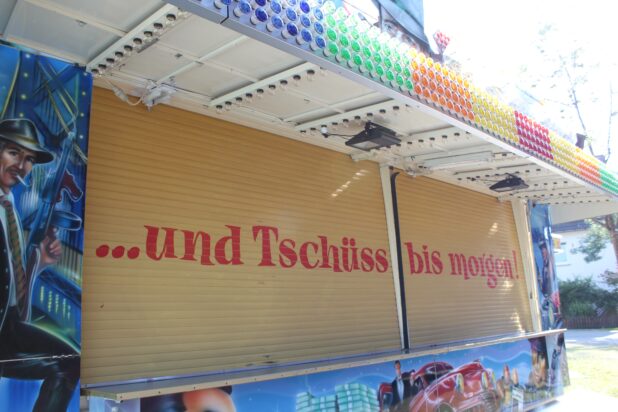 ...und Tschüss bis morgen!